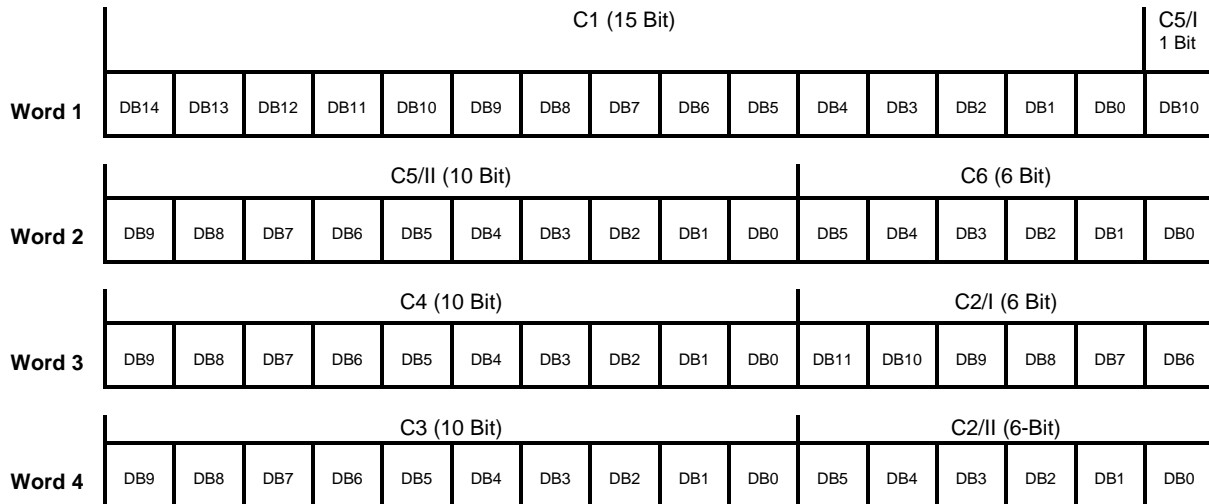 C1 (15 Bit) C5/I
1 Bit
Word 1 DB14 DB13 DB12 DB11 DB10 DB9 DB8 DB7 DB6 DB5 DB4 DB3 DB2 DB1 DB0 DB10
C5/II (10 Bit) C6 (6 Bit)
Word 2 DB9 DB8 DB7 DB6 DB5 DB4 DB3 DB2 DB1 DB0 DB5 DB4 DB3 DB2 DB1 DB0
C4 (10 Bit) C2/I (6 Bit)
Word 3 DB9 DB8 DB7 DB6 DB5 DB4 DB3 DB2 DB1 DB0 DB11 DB10 DB9 DB8 DB7 DB6
C3 (10 Bit) C2/II (6-Bit)
Word 4 DB9 DB8 DB7 DB6 DB5 DB4 DB3 DB2 DB1 DB0 DB5 DB4 DB3 DB2 DB1 DB0